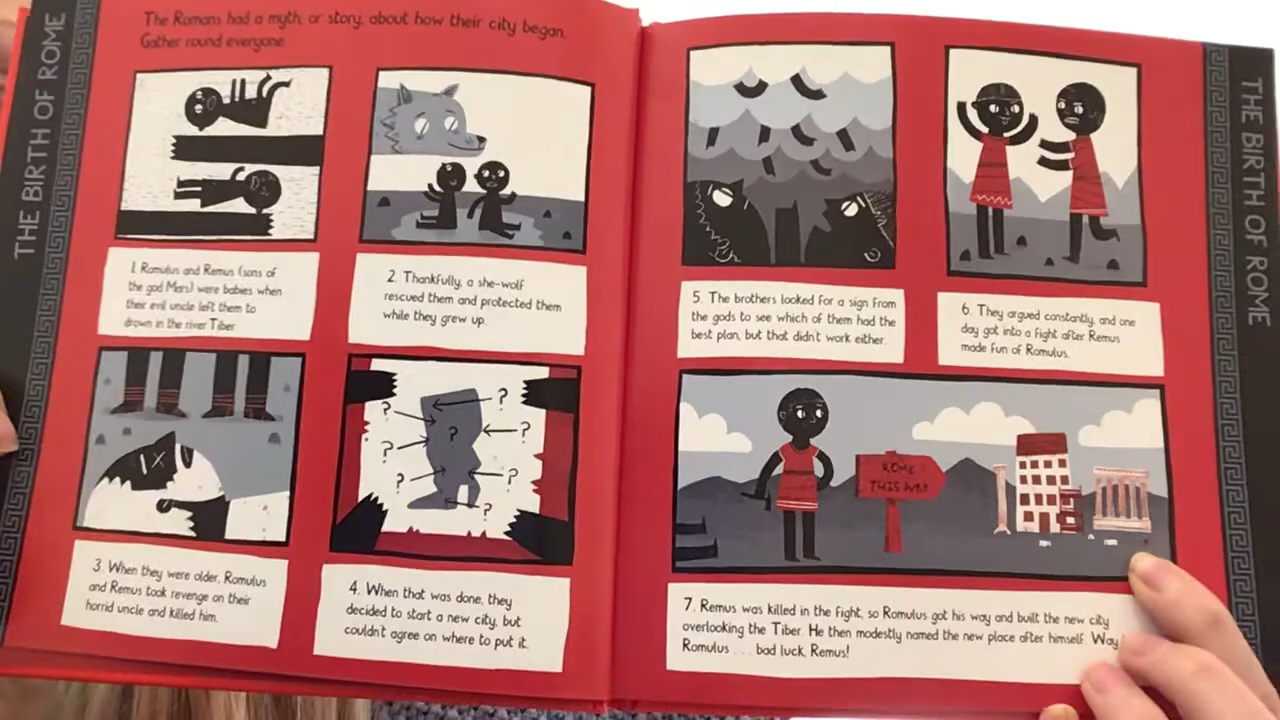 THE BIRTH OF ROME
The Romans had a myth, or story, about how their city began.
Gather round everyone.
1. Romulus and Remus (sons of
the god Mars) were babies when
their evil uncle left them to
drown in the river Tiber.
2. Thankfully, a she-wolf
rescued them and protected them
while they grew up.
3. When they were older, Romulus
and Remus took revenge on their
horrid uncle and killed him.
? ?
? ? ?
? ?
?
4. When that was done, they
decided to start a new city, but
couldn't agree on where to put it.
5. The brothers looked for a sign from
the gods to see which of them had the
best plan, but that didn't work either.
6. They argued constantly, and one
day got into a fight after Remus
made fun of Romulus.
ROME
THIS WAY
7. Remus was killed in the fight, so Romulus got his way and built the new city
overlooking the Tiber. He then modestly named the new place after himself. Way
Romulus . . . bad luck, Remus!
THE BIRTH OF ROME